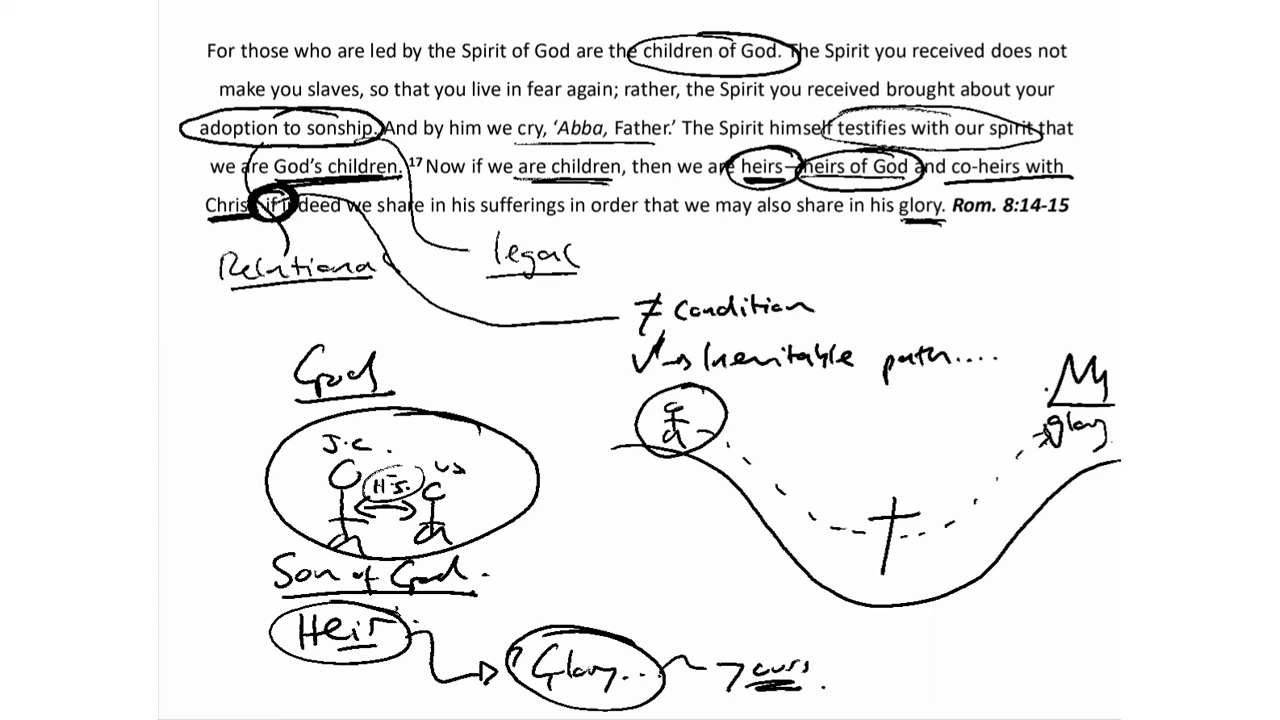 For those who are led by the Spirit of God are the children of God. The Spirit you received does not
make you slaves, so that you live in fear again; rather, the Spirit you received brought about your
adoption to sonship. And by him we cry, ‘Abba, Father.’ The Spirit himself testifies with our spirit that
we are God’s children. 17 Now if we are children, then we are heirs—heirs of God and co-heirs with
Christ, if indeed we share in his sufferings in order that we may also share in his glory. Rom. 8:14-15
Relational
legal
≠ condition
✓→ Inevitable path....
God
glory
J.C.
us
H.S.
Son of God.
Heir
Glory...
ours.